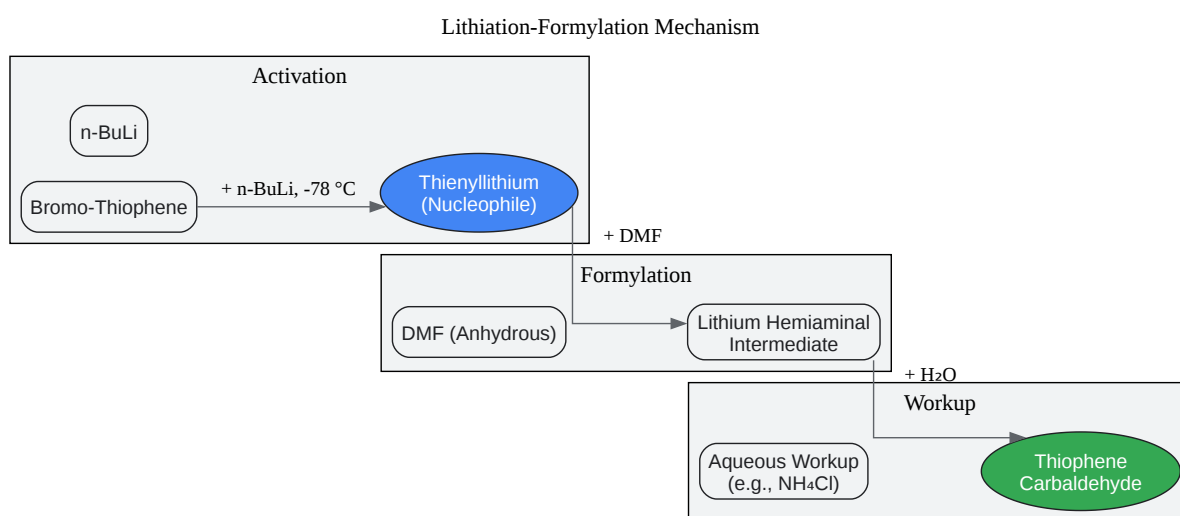 Lithiation-Formylation Mechanism
Activation
n-BuLi
Bromo-Thiophene
+ n-BuLi, -78 °C
Thienyllithium
(Nucleophile)
+ DMF
Formylation
DMF (Anhydrous)
Lithium Hemiaminal
Intermediate
+ H₂O
Workup
Aqueous Workup
(e.g., NH₄Cl)
Thiophene
Carbaldehyde